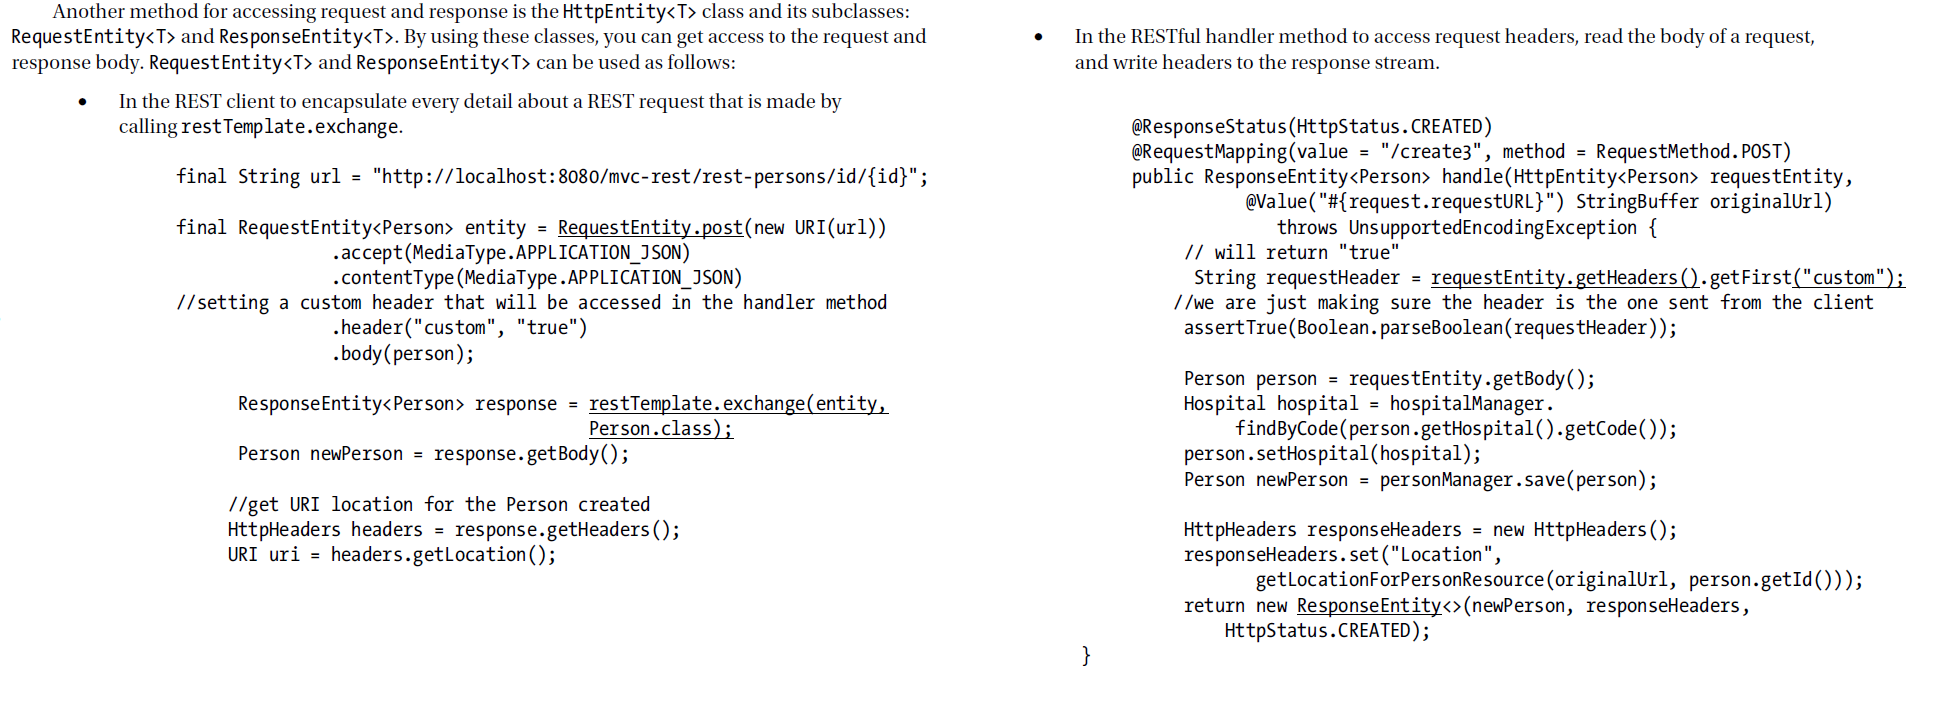 Another method for accessing request and response is the HttpEntity<T> class and its subclasses:
RequestEntity<T> and ResponseEntity<T>. By using these classes, you can get access to the request and
response body. RequestEntity<T> and ResponseEntity<T> can be used as follows:
• In the REST client to encapsulate every detail about a REST request that is made by
calling restTemplate.exchange.
final String url = "http://localhost:8080/mvc-rest/rest-persons/id/{id}";
final RequestEntity<Person> entity = RequestEntity.post(new URI(url))
.accept(MediaType.APPLICATION_JSON)
.contentType(MediaType.APPLICATION_JSON)
//setting a custom header that will be accessed in the handler method
.header("custom", "true")
.body(person);
ResponseEntity<Person> response = restTemplate.exchange(entity,
Person.class);
Person newPerson = response.getBody();
//get URI location for the Person created
HttpHeaders headers = response.getHeaders();
URI uri = headers.getLocation();
• In the RESTful handler method to access request headers, read the body of a request,
and write headers to the response stream.
@ResponseStatus(HttpStatus.CREATED)
@RequestMapping(value = "/create3", method = RequestMethod.POST)
public ResponseEntity<Person> handle(HttpEntity<Person> requestEntity,
@Value("#{request.requestURL}") StringBuffer originalUrl)
throws UnsupportedEncodingException {
// will return "true"
String requestHeader = requestEntity.getHeaders().getFirst("custom");
//we are just making sure the header is the one sent from the client
assertTrue(Boolean.parseBoolean(requestHeader));
Person person = requestEntity.getBody();
Hospital hospital = hospitalManager.
findByCode(person.getHospital().getCode());
person.setHospital(hospital);
Person newPerson = personManager.save(person);
HttpHeaders responseHeaders = new HttpHeaders();
responseHeaders.set("Location",
getLocationForPersonResource(originalUrl, person.getId()));
return new ResponseEntity<>(newPerson, responseHeaders,
HttpStatus.CREATED);
}